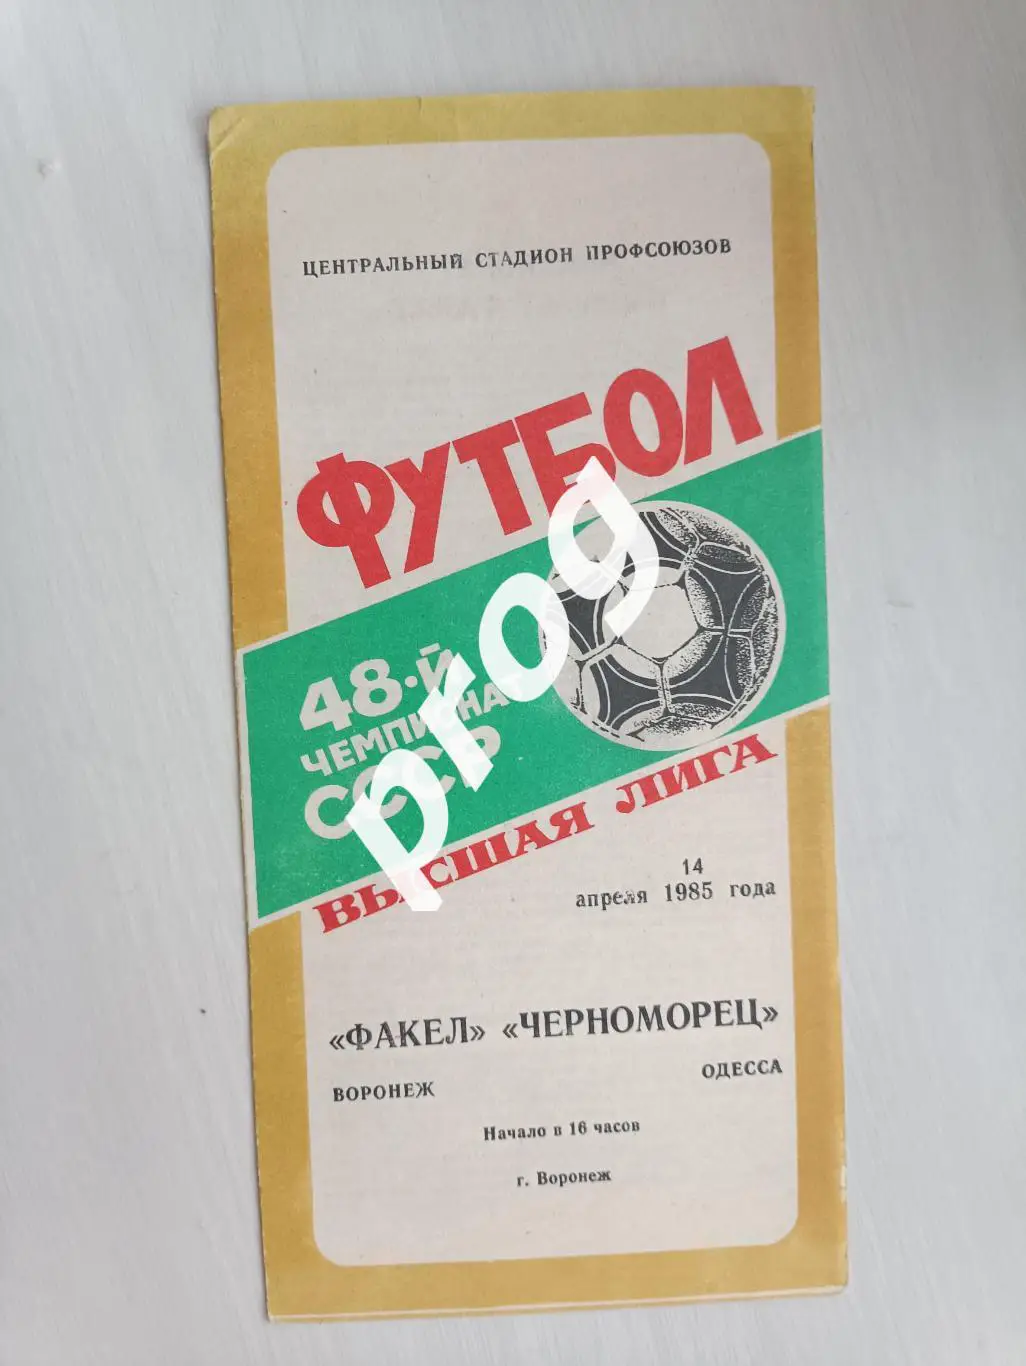 ЦЕНТРАЛЬНЫЙ СТАДИОН ПРОФСОЮЗОВ
ФУТБОЛ
48-Й
ЧЕМПИОНАТ
СССР
ВЫСШАЯ ЛИГА
prog
14
апреля 1985 года
«ФАКЕЛ» «ЧЕРНОМОРЕЦ»
ВОРОНЕЖ ОДЕССА
Начало в 16 часов
г. Воронеж